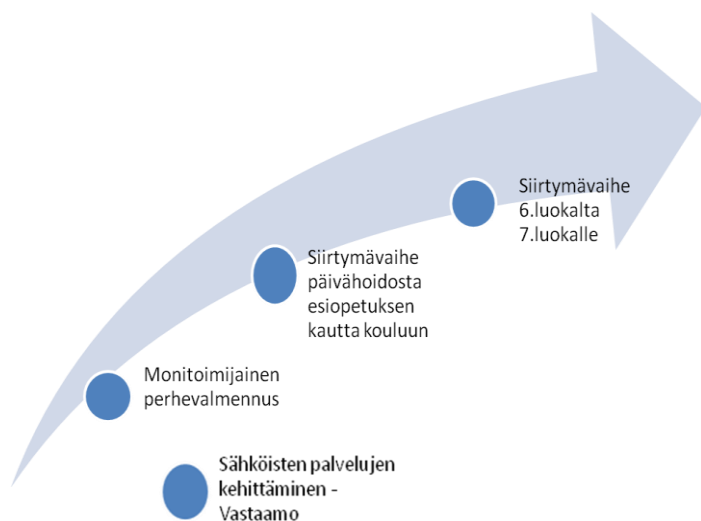 Siirtymävaihe
6.luokalta
7.luokalle
Siirtymävaihe
päivähoidosta
esiopetuksen
kautta kouluun
Monitoimijainen
perhevalmennus
Sähköisten palvelujen
kehittäminen -
Vastaamo